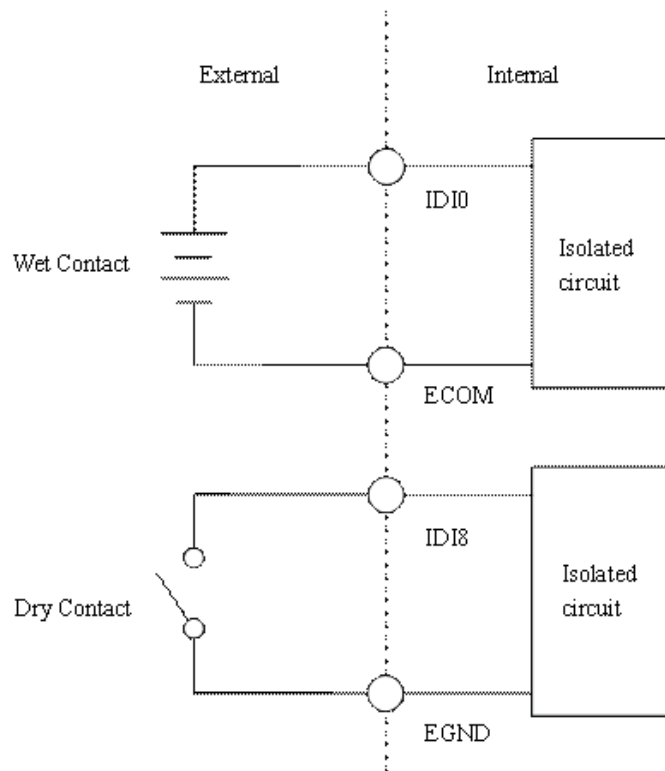 External
Internal
IDI0
Wet Contact
Isolated
circuit
ECOM
IDI8
Dry Contact
Isolated
circuit
EGND